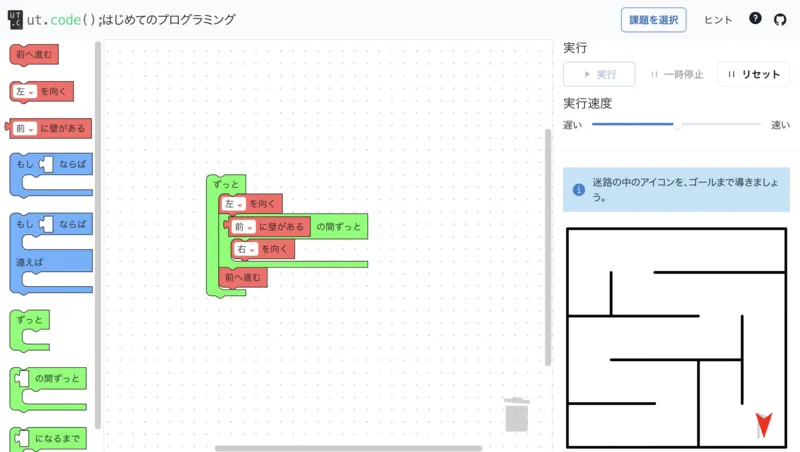 UT.C
ut.code();はじめてのプログラミング
課題を選択
ヒント
?
前へ進む
左 を向く
前 に壁がある
もし ならば
もし ならば
違えば
ずっと
の間ずっと
になるまで
ずっと
左 を向く
前 に壁がある の間ずっと
右 を向く
前へ進む
実行
実行 一時停止 リセット
実行速度
遅い 速い
迷路の中のアイコンを、ゴールまで導きましょ
う。